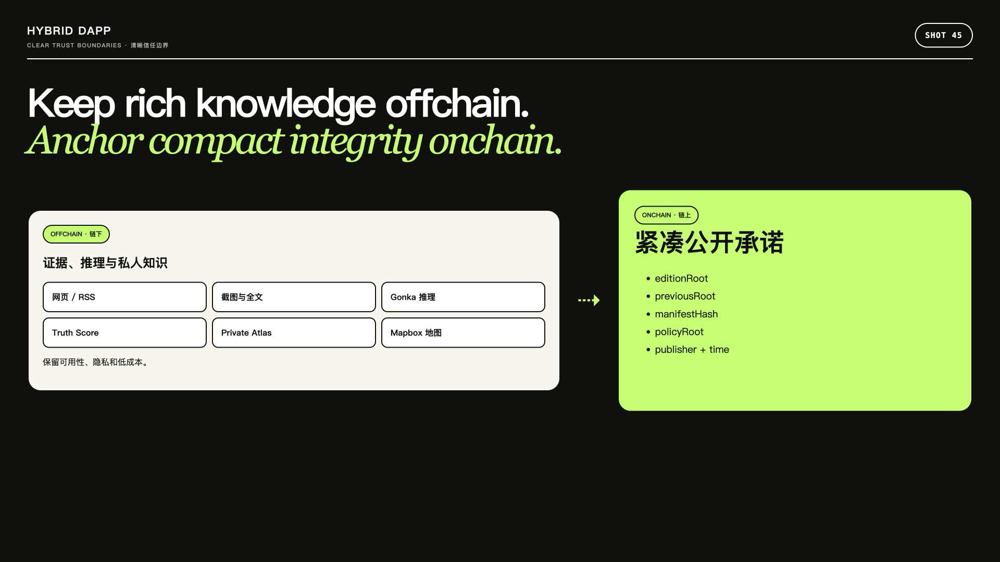 HYBRID DAPP
CLEAR TRUST BOUNDARIES · 清晰信任边界
SHOT 45
Keep rich knowledge offchain.
Anchor compact integrity onchain.
OFFCHAIN · 链下
证据、推理与私人知识
网页 / RSS
截图与全文
Gonka 推理
Truth Score
Private Atlas
Mapbox 地图
保留可用性、隐私和低成本。
ONCHAIN · 链上
紧凑公开承诺
• editionRoot
• previousRoot
• manifestHash
• policyRoot
• publisher + time